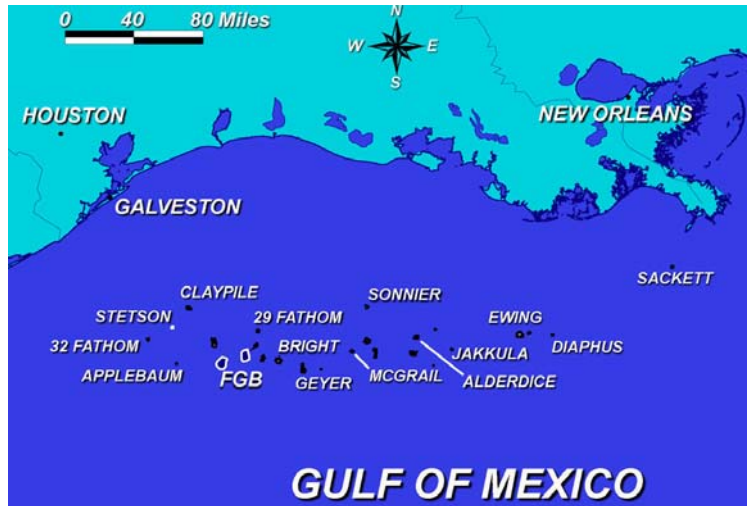 0 40 80 Miles
N
W E
S
HOUSTON
NEW ORLEANS
GALVESTON
SACKETT
CLAYPILE
SONNIER
STETSON
29 FATHOM
EWING
32 FATHOM
BRIGHT
JAKKULA
DIAPHUS
APPLEBAUM
FGB
GEYER
MCGRAIL
ALDERDICE
GULF OF MEXICO